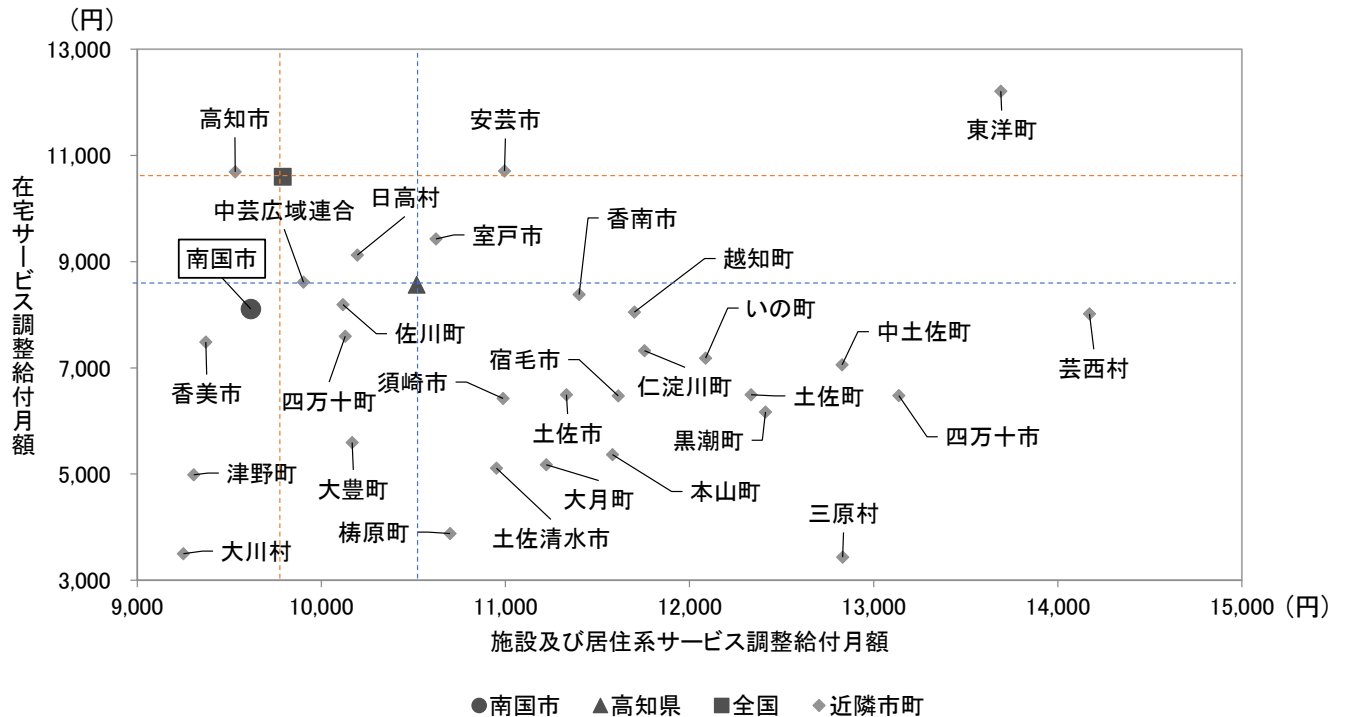 （円）
13,000
11,000
9,000
7,000
5,000
3,000
在宅サービス調整給付月額
高知市
安芸市
東洋町
中芸広域連合
日高村
室戸市
香南市
南国市
越知町
いの町
佐川町
中土佐町
香美市
四万十町
須崎市
宿毛市
仁淀川町
土佐町
芸西村
土佐市
黒潮町
四万十市
津野町
大豊町
大月町
本山町
大川村
梼原町
土佐清水市
三原村
9,000
10,000
11,000
12,000
13,000
14,000
15,000（円）
施設及び居住系サービス調整給付月額
南国市
高知県
全国
近隣市町